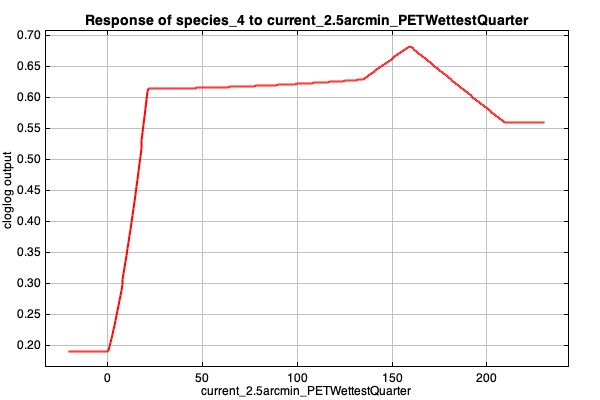 Response of species_4 to current_2.5arcmin_PETWettestQuarter
0.70
0.65
0.60
0.55
0.50
0.45
0.40
0.35
0.30
0.25
0.20
cloglog output
0 50 100 150 200
current_2.5arcmin_PETWettestQuarter